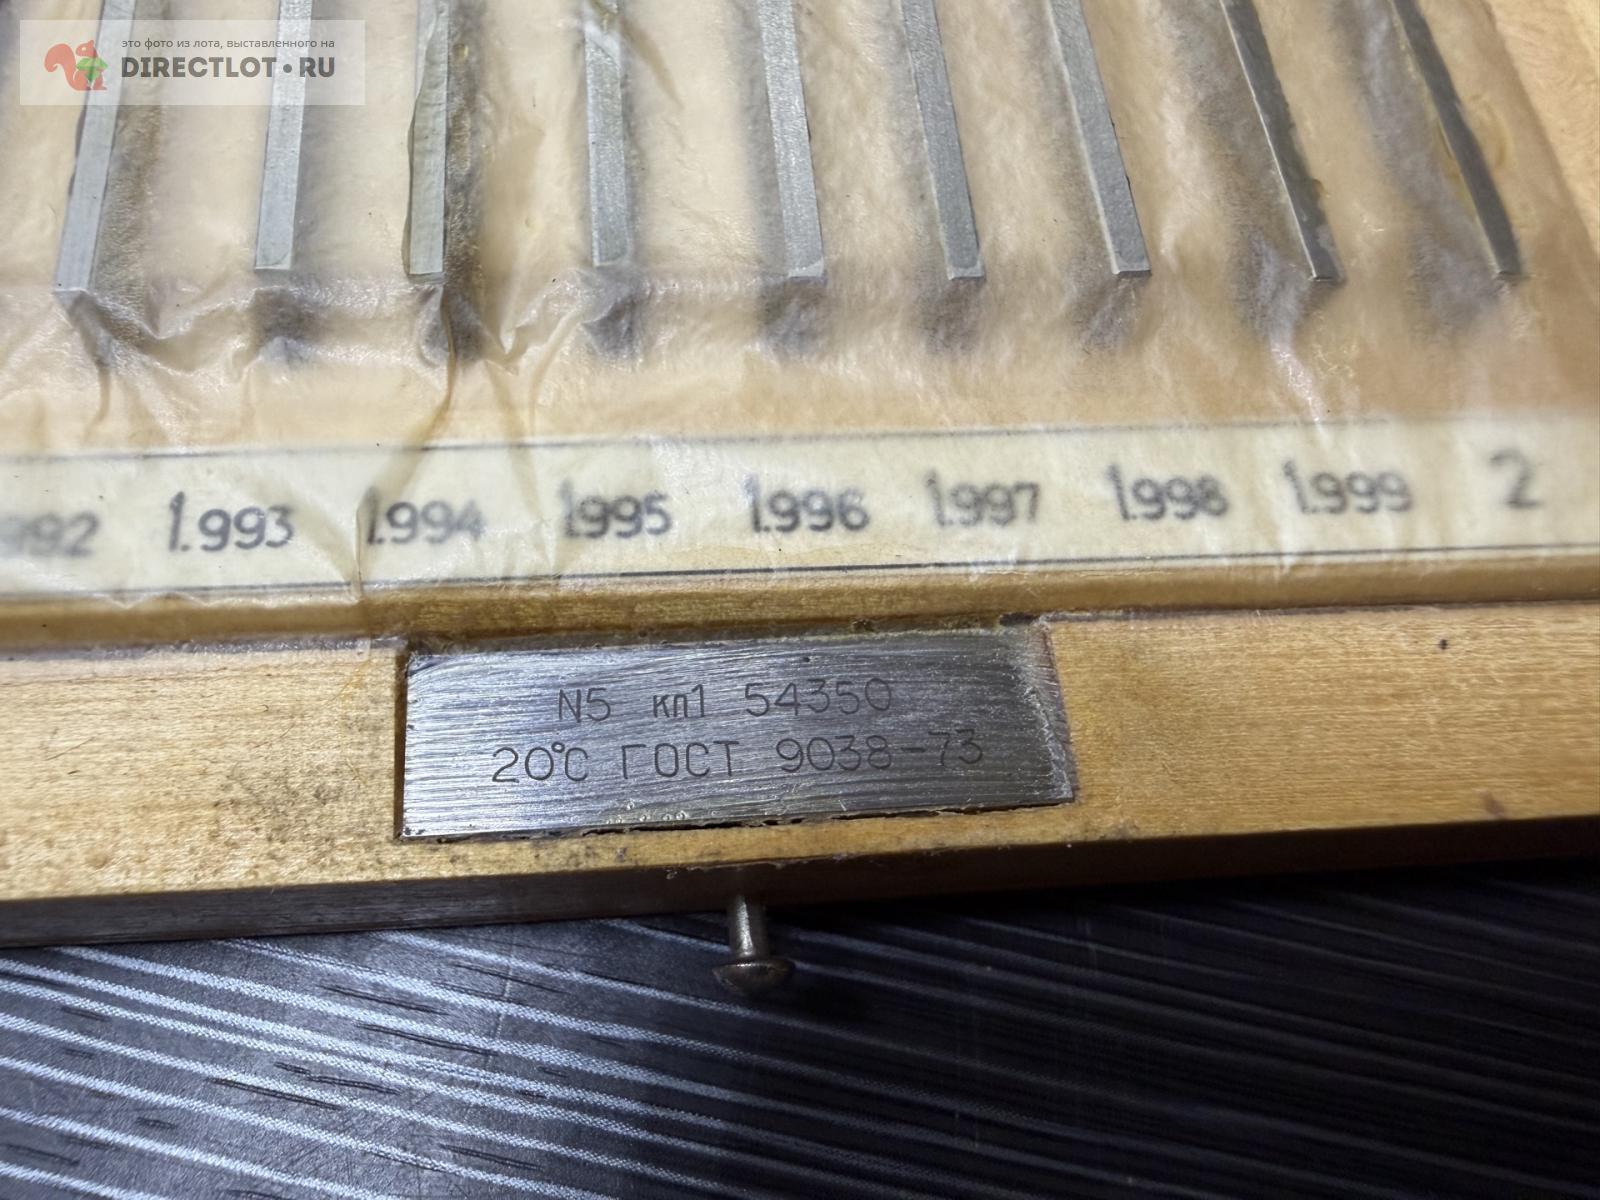 это фото из лота, выставленного на
DIRECTLOT•RU
992 1.993 1.994 1.995 1.996 1.997 1.998 1.999 2
N5 кл1 54350
20°С ГОСТ 9038-73